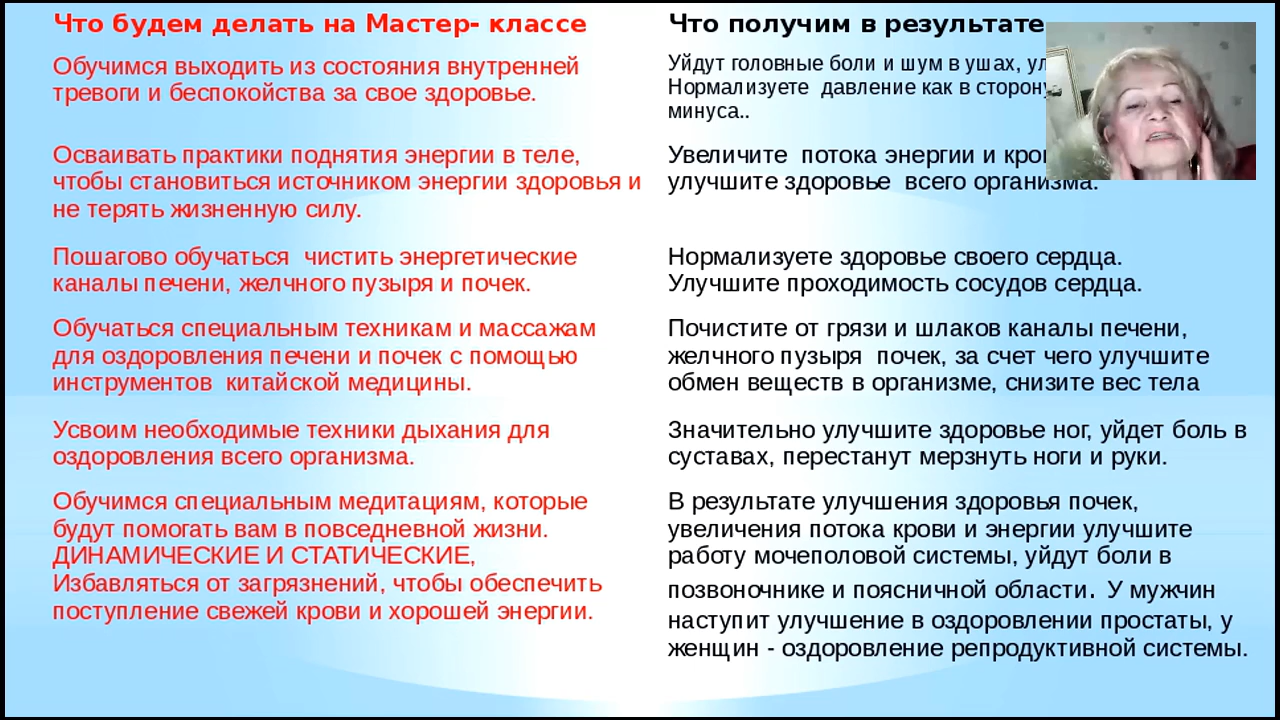 Что будем делать на Мастер- классе
Обучимся выходить из состояния внутренней
тревоги и беспокойства за свое здоровье.
Осваивать практики поднятия энергии в теле,
чтобы становиться источником энергии здоровья и
не терять жизненную силу.
Пошагово обучаться чистить энергетические
каналы печени, желчного пузыря и почек.
Обучаться специальным техникам и массажам
для оздоровления печени и почек с помощью
инструментов китайской медицины.
Усвоим необходимые техники дыхания для
оздоровления всего организма.
Обучимся специальным медитациям, которые
будут помогать вам в повседневной жизни.
ДИНАМИЧЕСКИЕ И СТАТИЧЕСКИЕ,
Избавляться от загрязнений, чтобы обеспечить
поступление свежей крови и хорошей энергии.
Что получим в результате
Уйдут головные боли и шум в ушах,
Нормализуете давление как в сторону
минуса..
Увеличите потока энергии и
улучшите здоровье всего организма.
Нормализуете здоровье своего сердца.
Улучшите проходимость сосудов сердца.
Почистите от грязи и шлаков каналы печени,
желчного пузыря почек, за счет чего улучшите
обмен веществ в организме, снизите вес тела
Значительно улучшите здоровье ног, уйдет боль в
суставах, перестанут мерзнуть ноги и руки.
В результате улучшения здоровья почек,
увеличения потока крови и энергии улучшите
работу мочеполовой системы, уйдут боли в
позвоночнике и поясничной области. У мужчин
наступит улучшение в оздоровлении простаты, у
женщин - оздоровление репродуктивной системы.